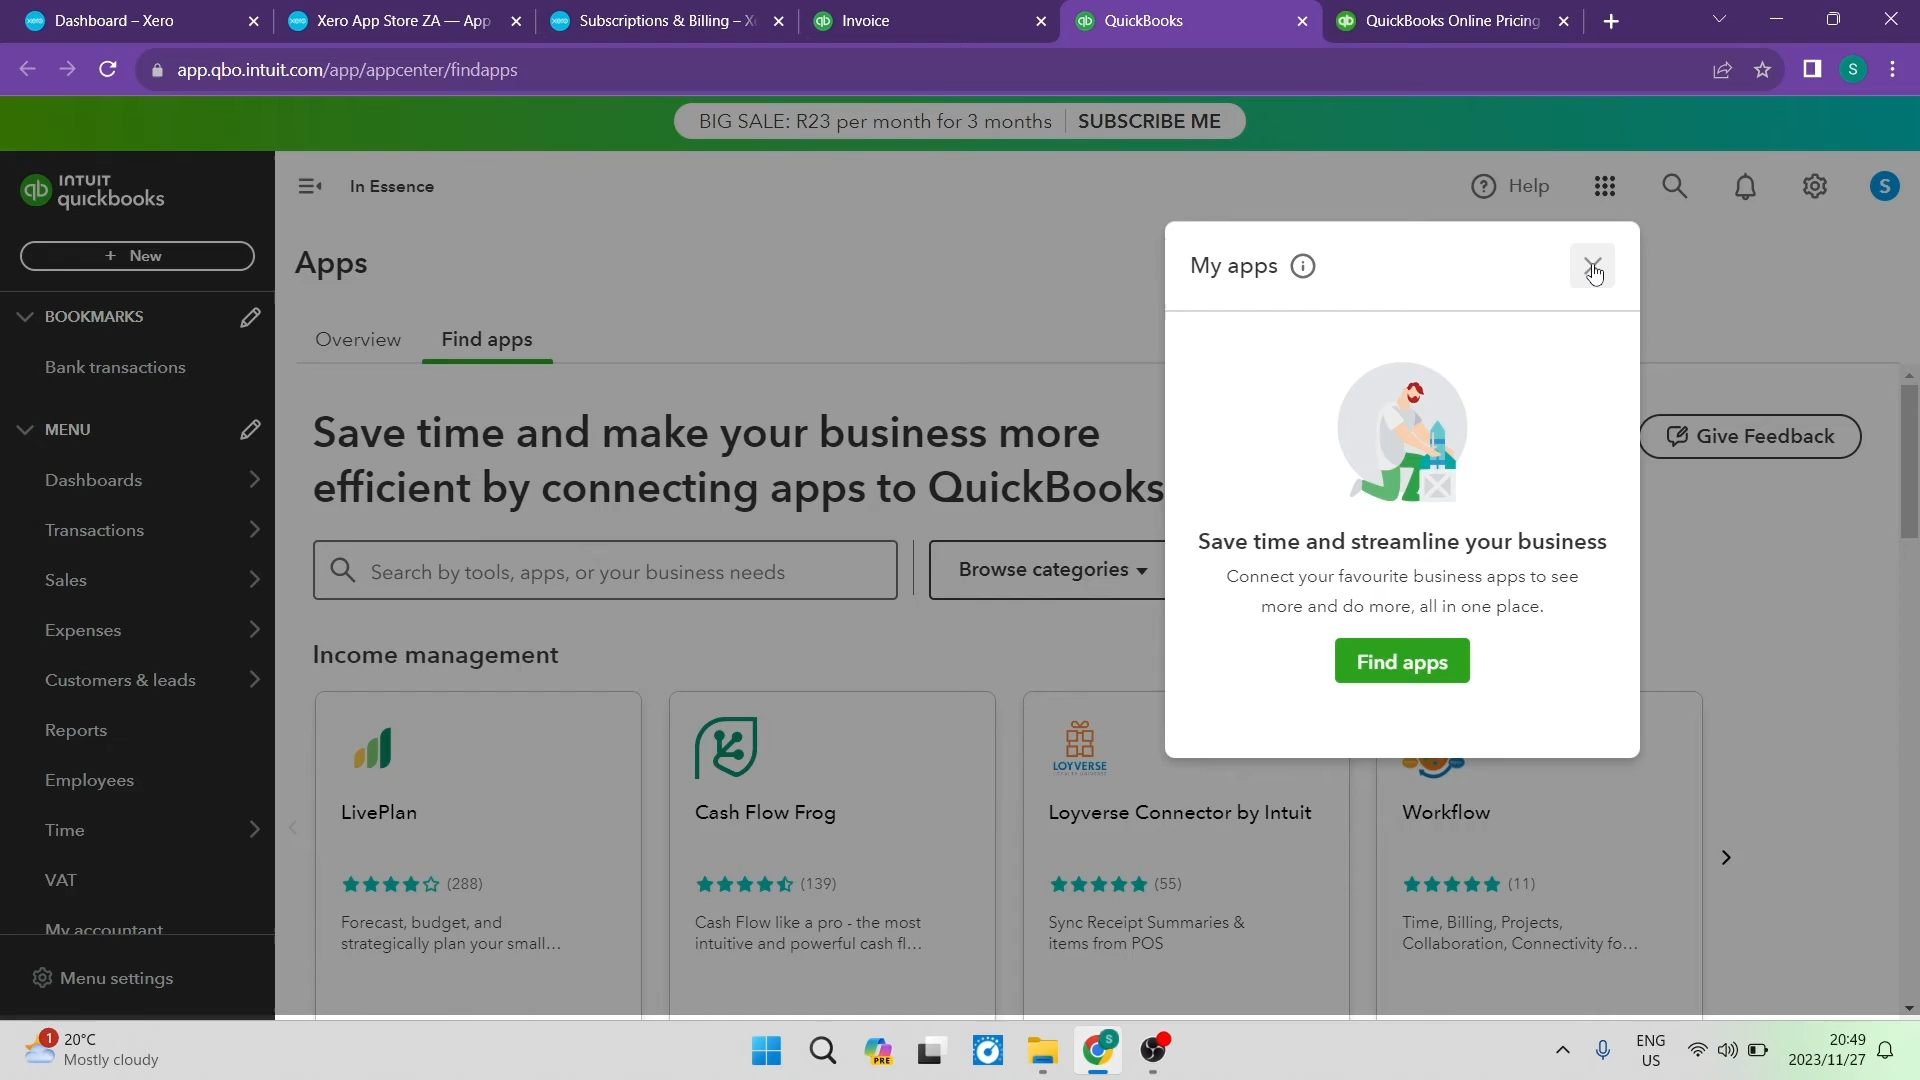 Dashboard – Xero
Xero App Store ZA — App
Subscriptions & Billing – X
Invoice
QuickBooks
QuickBooks Online Pricing
app.qbo.intuit.com/app/appcenter/findapps
S
BIG SALE: R23 per month for 3 months SUBSCRIBE ME
INTUIT
quickbooks
In Essence
Help
S
+ New
BOOKMARKS
Bank transactions
MENU
Dashboards
Transactions
Sales
Expenses
Customers & leads
Reports
Employees
Time
VAT
My accountant
Menu settings
Apps
Overview
Find apps
Save time and make your business more
efficient by connecting apps to QuickBooks
Give Feedback
Search by tools, apps, or your business needs
Browse categories
Income management
LivePlan
(288)
Forecast, budget, and
strategically plan your small...
Cash Flow Frog
(139)
Cash Flow like a pro - the most
intuitive and powerful cash fl...
LOYVERSE
Loyverse Connector by Intuit
(55)
Sync Receipt Summaries &
items from POS
Workflow
(11)
Time, Billing, Projects,
Collaboration, Connectivity fo...
My apps
Save time and streamline your business
Connect your favourite business apps to see
more and do more, all in one place.
Find apps
1
20°C
Mostly cloudy
PRE
S
ENG
US
20:49
2023/11/27